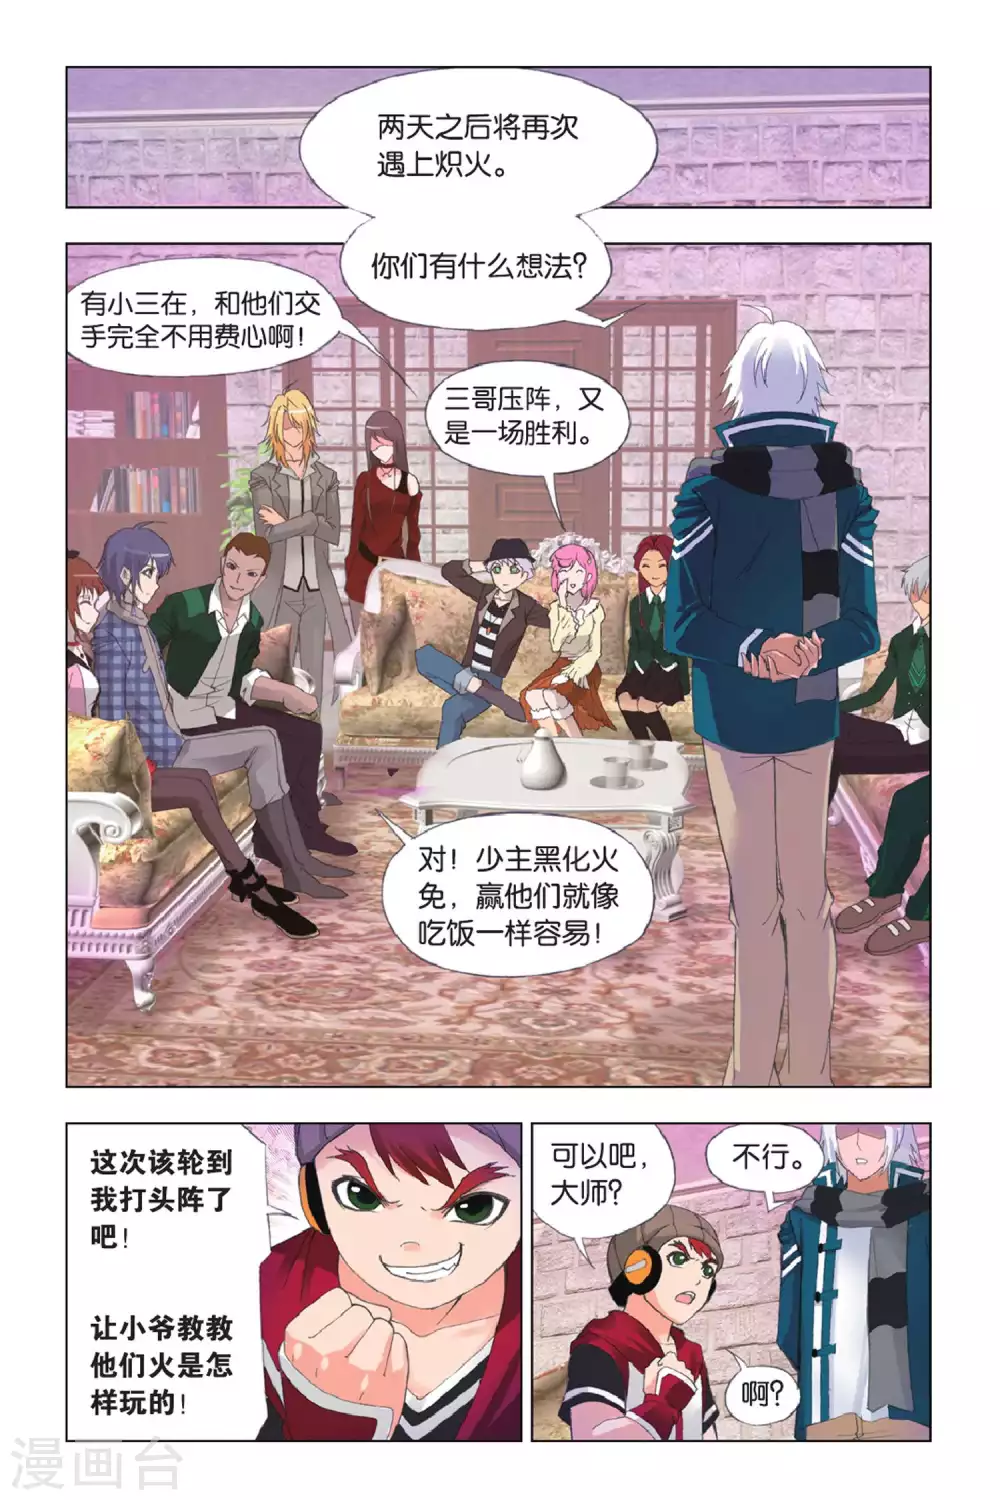 两天之后将再次
遇上炽火。
你们有什么想法？
有小三在，和他们交
手完全不用费心啊！
三哥压阵，又
是一场胜利。
对！少主黑化火
免，赢他们就像
吃饭一样容易！
这次该轮到
我打头阵了
吧！
让小爷教教
他们火是怎
样玩的！
可以吧，
大师？
不行。
啊？
漫画台